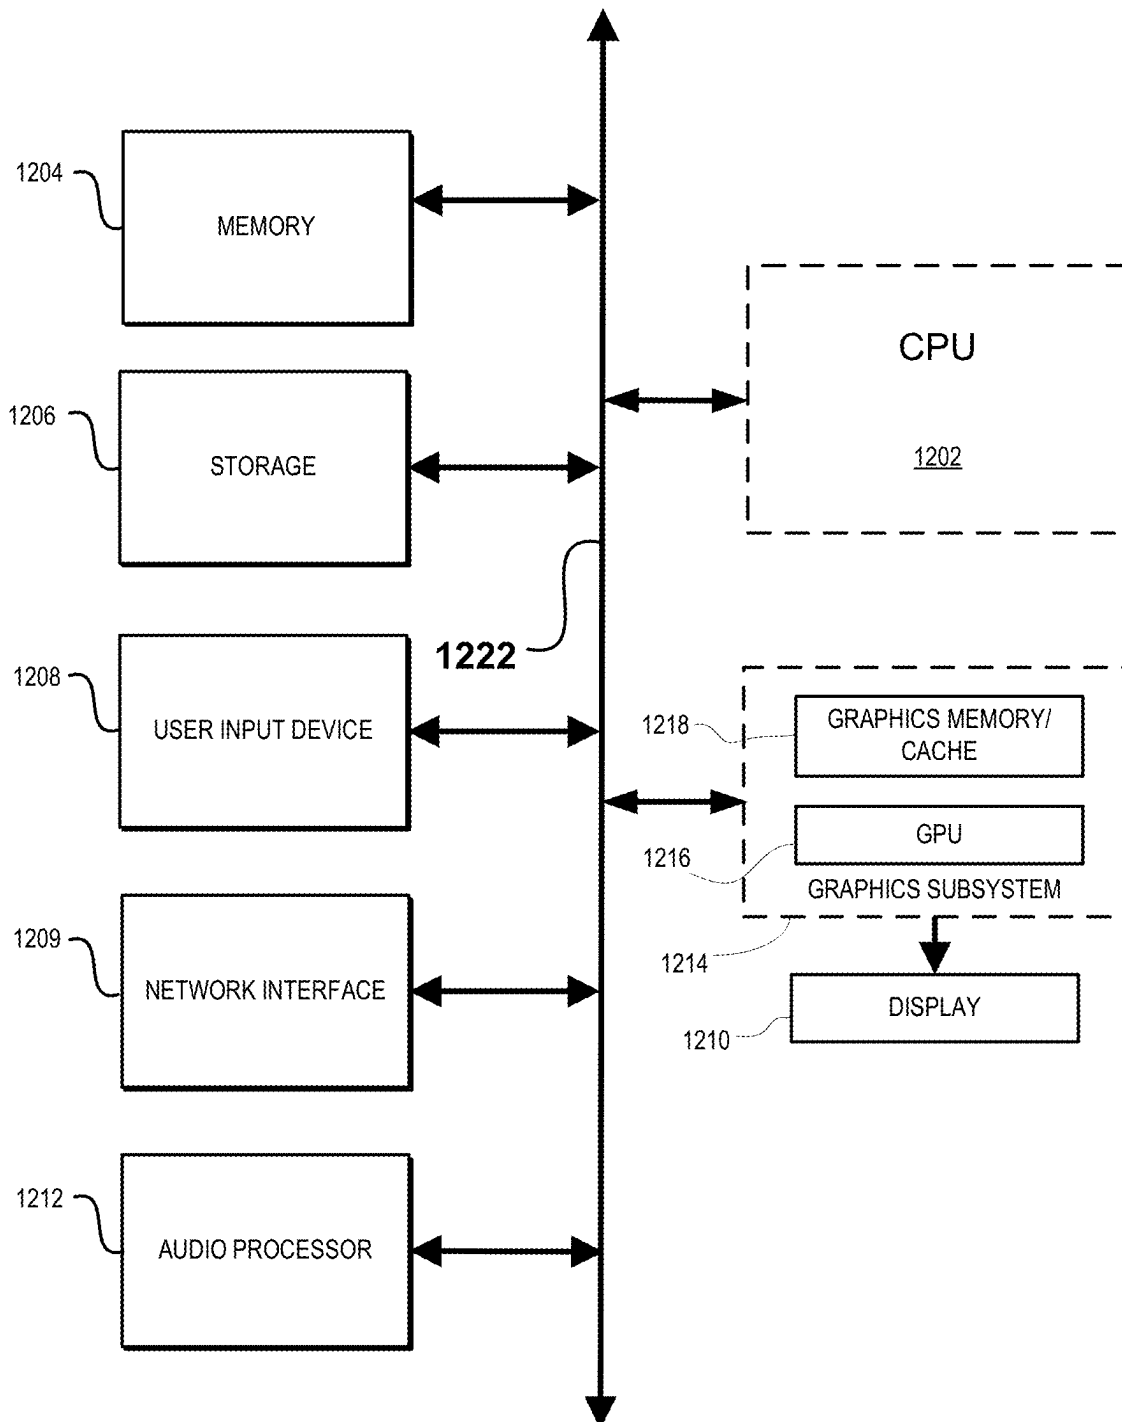 1204
MEMORY
CPU
1202
1206
STORAGE
1222
1208
USER INPUT DEVICE
1218
GRAPHICS MEMORY/
CACHE
1216
GPU
GRAPHICS SUBSYSTEM
1214
1209
NETWORK INTERFACE
DISPLAY
1210
1212
AUDIO PROCESSOR